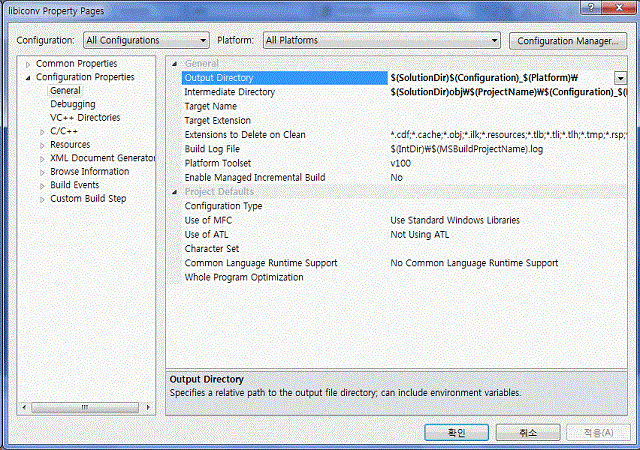 libiconv Property Pages
Configuration: All Configurations Platform: All Platforms Configuration Manager...
Common Properties
Configuration Properties
General
Debugging
VC++ Directories
C/C++
Resources
XML Document Generator
Browse Information
Build Events
Custom Build Step
General
Output Directory $(SolutionDir)$(Configuration)_$(Platform)₩
Intermediate Directory $(SolutionDir)obj₩$(ProjectName)₩$(Configuration)_$(
Target Name
Target Extension
Extensions to Delete on Clean *.cdf;*.cache;*.obj;*.ilk;*.resources;*.tlb;*.tli;*.tlh;*.tmp;*.rsp;
Build Log File $(IntDir)₩$(MSBuildProjectName).log
Platform Toolset v100
Enable Managed Incremental Build No
Project Defaults
Configuration Type
Use of MFC Use Standard Windows Libraries
Use of ATL Not Using ATL
Character Set
Common Language Runtime Support No Common Language Runtime Support
Whole Program Optimization
Output Directory
Specifies a relative path to the output file directory; can include environment variables.
확인 취소 적용(A)